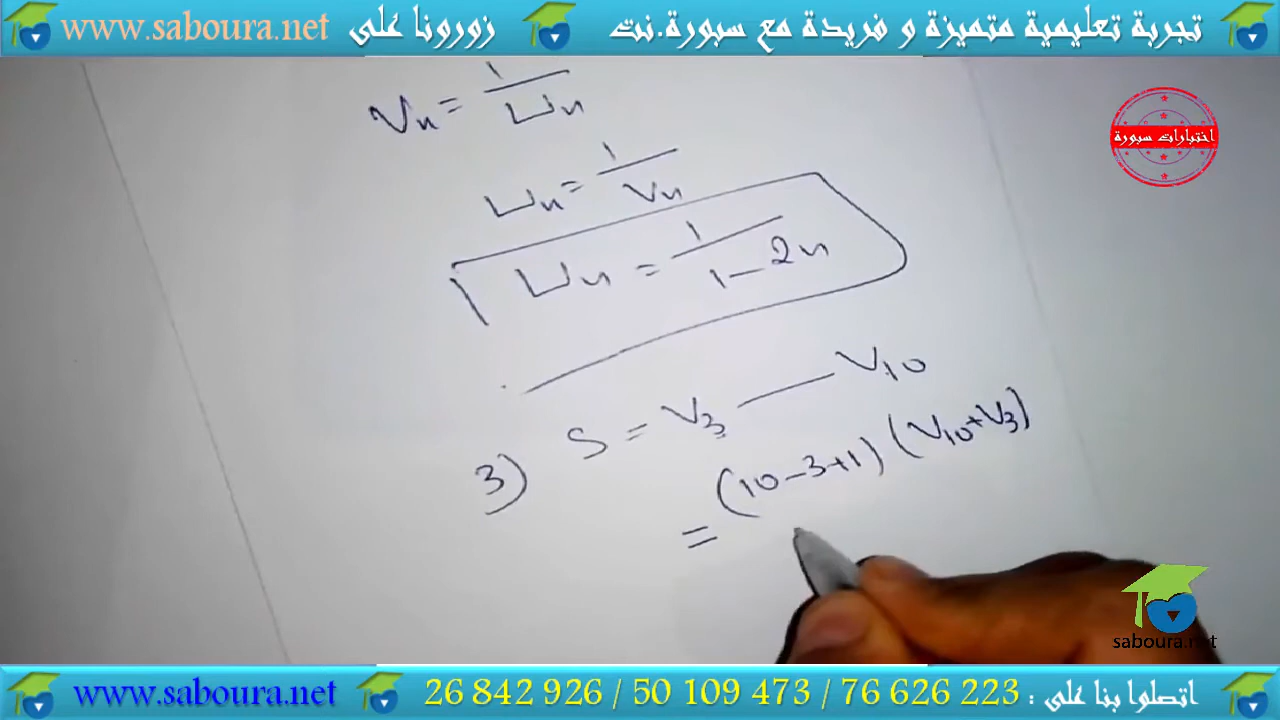 تجربة تعليمية متميزة و فريدة مع سبورة.نت زورونا على www.saboura.net
اختبارات سبورة
Vn = 1/Un
Un = 1/Vn
Un = 1/1-2n
3) S = V3 — V10
= (10-3+1) (V10+V3)
saboura.net
اتصلوا بنا على : 26 842 926 / 50 109 473 / 76 626 223 www.saboura.net